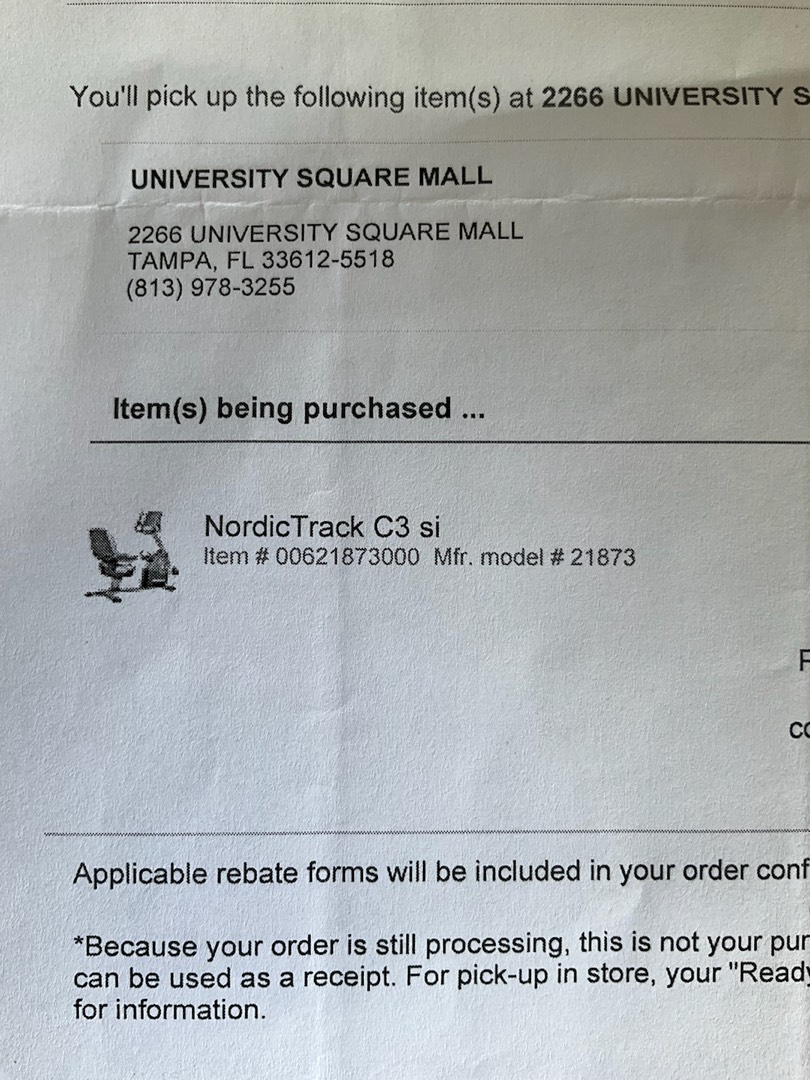 You'll pick up the following item(s) at 2266 UNIVERSITY S
UNIVERSITY SQUARE MALL
2266 UNIVERSITY SQUARE MALL
TAMPA, FL 33612-5518
(813) 978-3255
Item(s) being purchased ...
NordicTrack C3 si
Item # 00621873000 Mfr. model # 21873
F
co
Applicable rebate forms will be included in your order conf
*Because your order is still processing, this is not your pur
can be used as a receipt. For pick-up in store, your "Ready
for information.